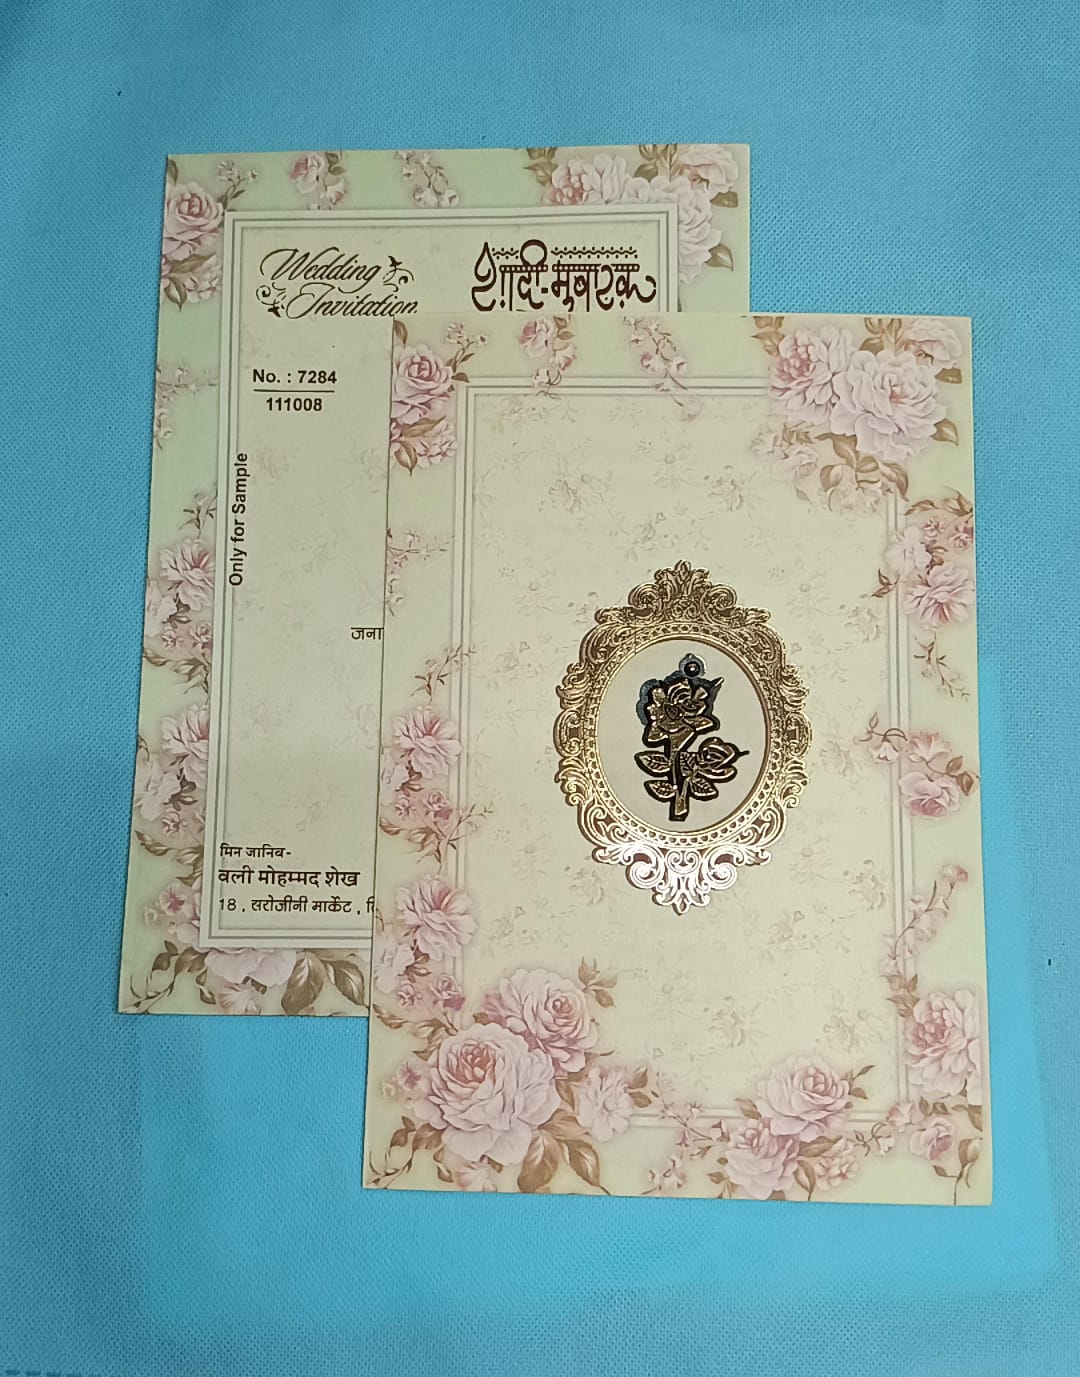 Wedding
Invitation
शादी-मुबारक़
No. : 7284
111008
Only for Sample
जना
मिन जानिब-
वली मोहम्मद शेख़
18 , सरोजीनी मार्केट ,